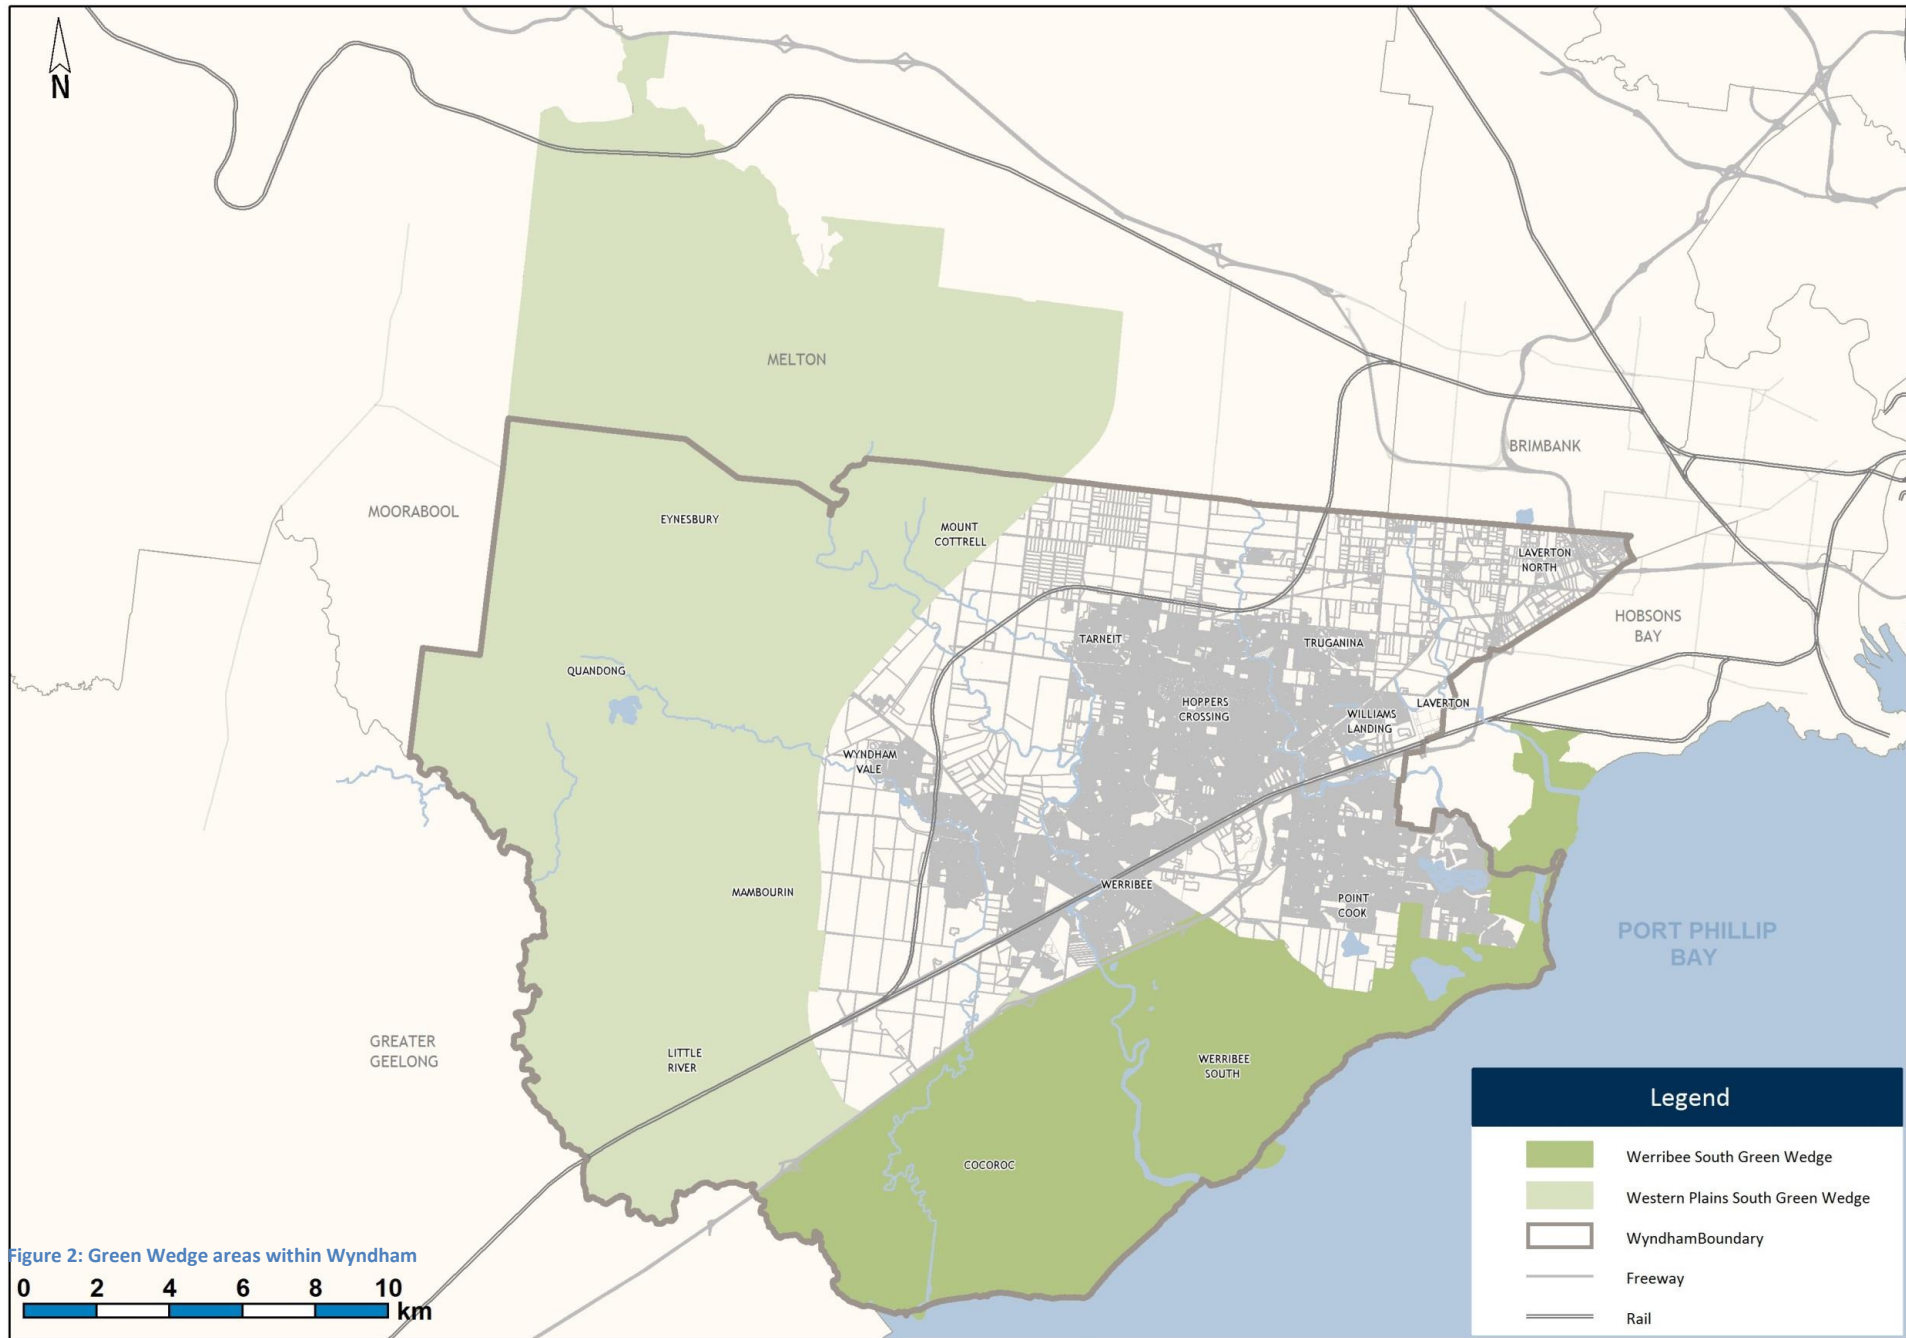 N
MELTON
BRIMBANK
MOORABOOL
EYNESBURY
MOUNT
COTTRELL
LAVERTON
NORTH
HOBSONS
BAY
TARNEIT
TRUGANINA
QUANDONG
HOPPERS
CROSSING
WILLIAMS
LANDING
LAVERTON
WYNDHAM
VALE
MAMBOURIN
WERRIBEE
POINT
COOK
PORT PHILLIP
BAY
GREATER
GEELONG
LITTLE
RIVER
WERRIBEE
SOUTH
COCOROC
Legend
Werribee South Green Wedge
Western Plains South Green Wedge
WyndhamBoundary
Freeway
Rail
Figure 2: Green Wedge areas within Wyndham
0 2 4 6 8 10
km